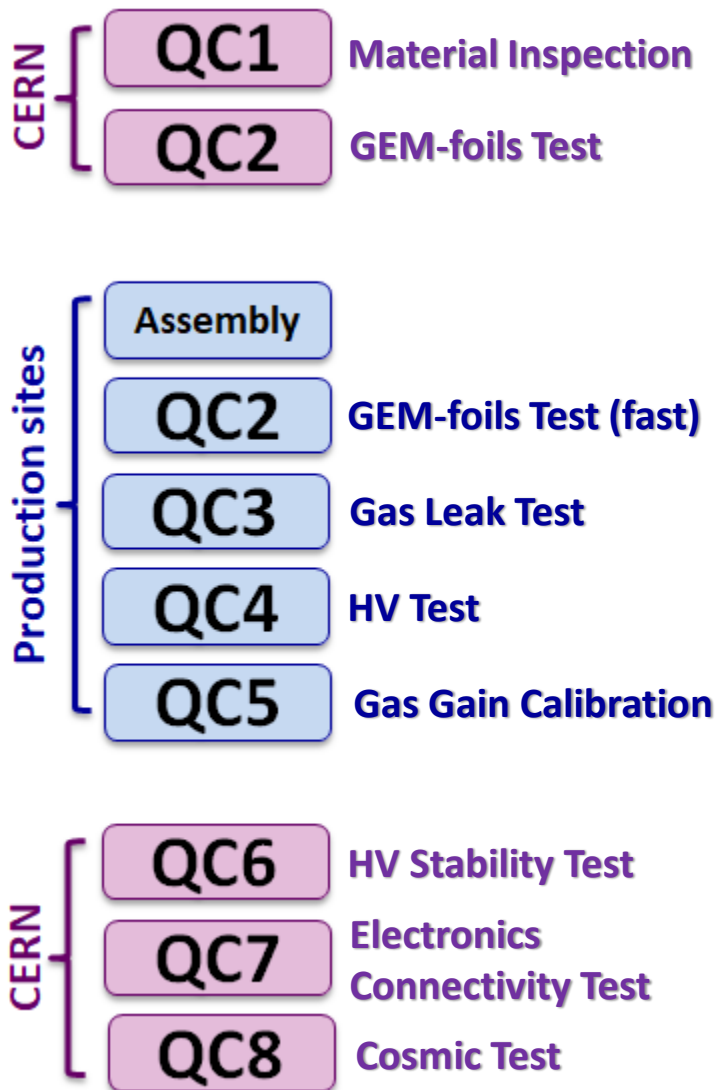 CERN
QC1 Material Inspection
QC2 GEM-foils Test
Production sites
Assembly
QC2 GEM-foils Test (fast)
QC3 Gas Leak Test
QC4 HV Test
QC5 Gas Gain Calibration
CERN
QC6 HV Stability Test
QC7 Electronics
Connectivity Test
QC8 Cosmic Test